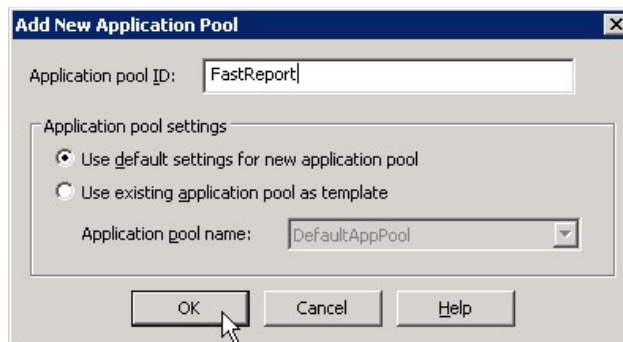 Add New Application Pool
Application pool ID: FastReport
Application pool settings
Use default settings for new application pool
Use existing application pool as template
Application pool name: DefaultAppPool
OK Cancel Help